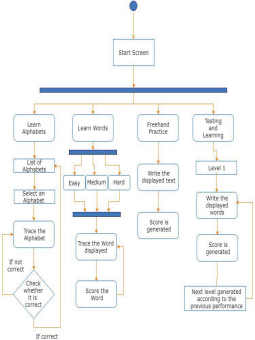 Start Screen
Learn
Alphabets
Learn Words
Freehand
Practice
Testing
and
Learning
List of
Alphabets
Easy
Medium
Hard
Write the
displayed text
Level 1
Select an
Alphabet
Write the
displayed
words
Trace the
Alphabet
Score is
generated
Trace the Word
displayed
Score is
generated
If not
correct
Check
whether
it is
correct
Score the
Word
Next level generated
according to the
previous performance
If correct